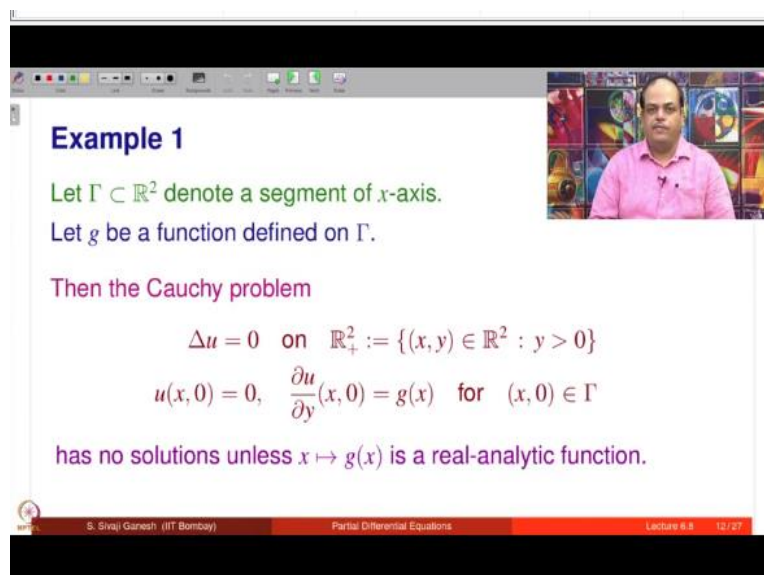 Example 1
Let Γ ⊂ ℝ² denote a segment of x-axis.
Let g be a function defined on Γ.
Then the Cauchy problem
Δu = 0 on ℝ²₊ := {(x, y) ∈ ℝ² : y > 0}
u(x, 0) = 0, ∂u/∂y (x, 0) = g(x) for (x, 0) ∈ Γ
has no solutions unless x ↦ g(x) is a real-analytic function.
S. Sivaji Ganesh (IIT Bombay) Partial Differential Equations Lecture 6.8 12/27